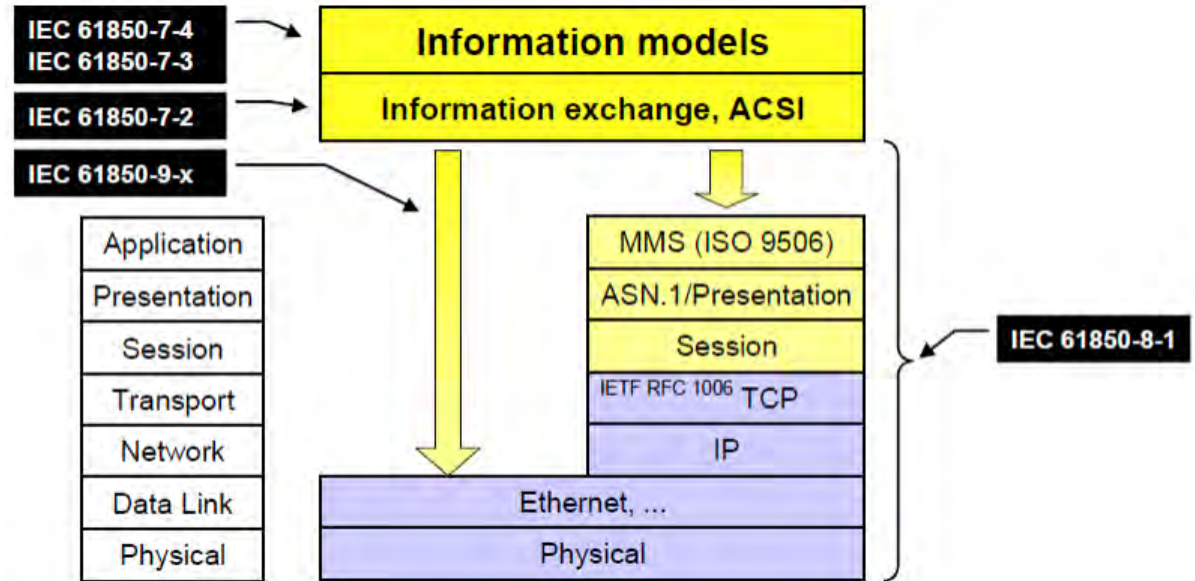 IEC 61850-7-4
IEC 61850-7-3
Information models
IEC 61850-7-2
Information exchange, ACSI
IEC 61850-9-x
Application
MMS (ISO 9506)
Presentation
ASN.1/Presentation
Session
Session
IEC 61850-8-1
Transport
IETF RFC 1006 TCP
Network
IP
Data Link
Ethernet, ...
Physical
Physical